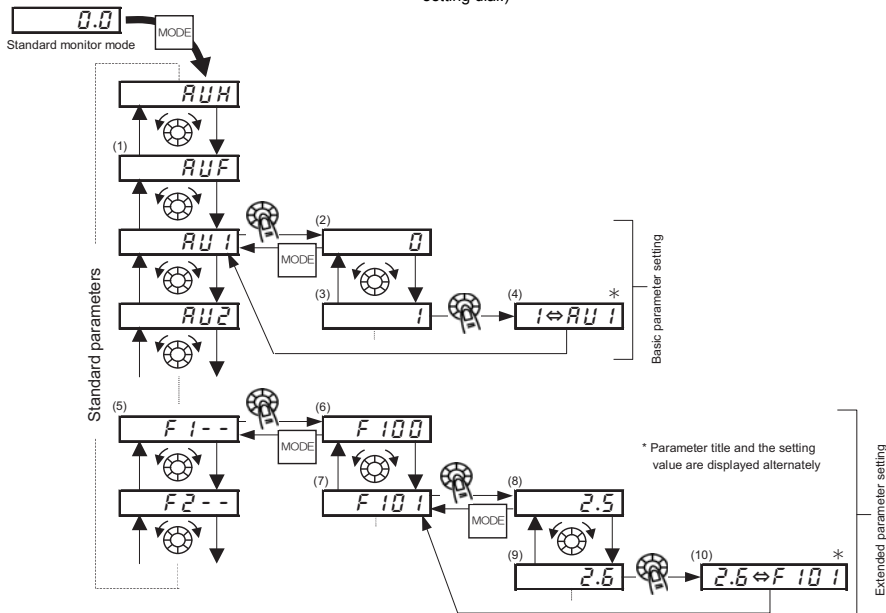 setting dial.)
0.0
MODE
Standard monitor mode
AUH
(1)
AUF
AU1
(2)
0
MODE
(3)
1
(4)
*
1⇔AU1
AU2
Basic parameter setting
Standard parameters
(5)
F1--
(6)
F100
MODE
F2--
(7)
F101
(8)
2.5
MODE
(9)
2.6
(10)
*
2.6⇔F101
* Parameter title and the setting
value are displayed alternately
Extended parameter setting